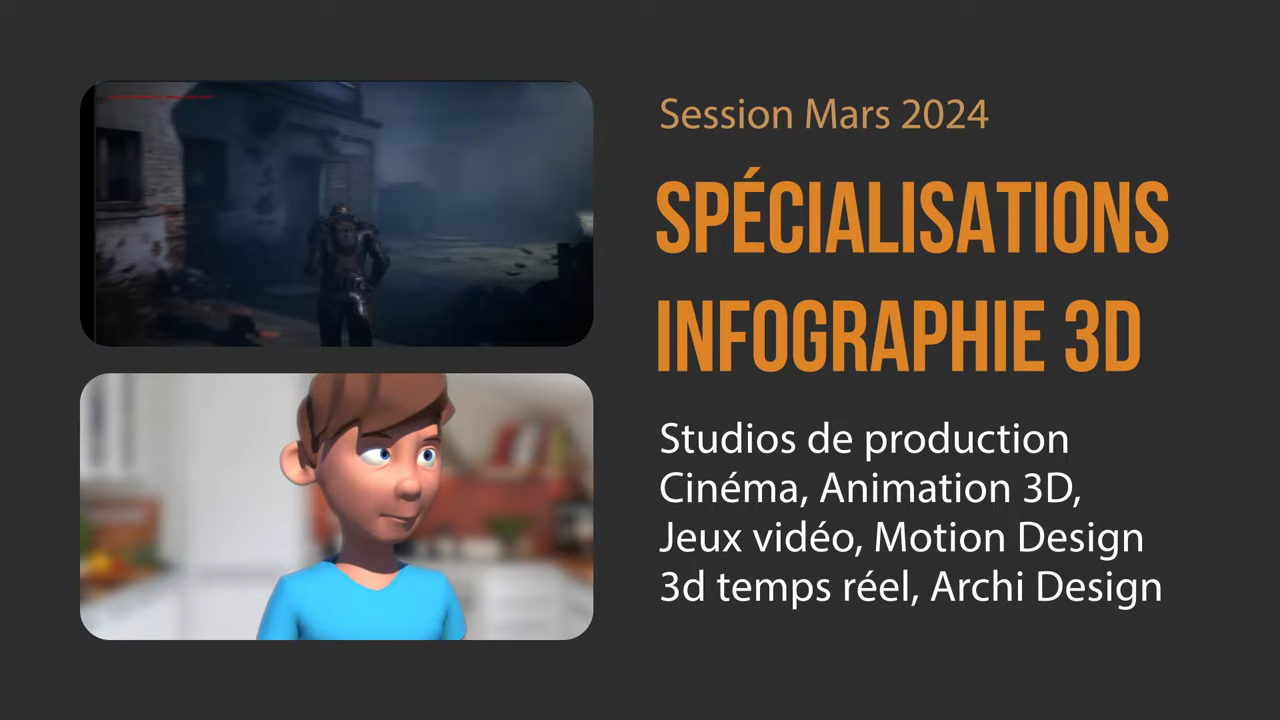 Session Mars 2024
SPÉCIALISATIONS
INFOGRAPHIE 3D
Studios de production
Cinéma, Animation 3D,
Jeux vidéo, Motion Design
3d temps réel, Archi Design